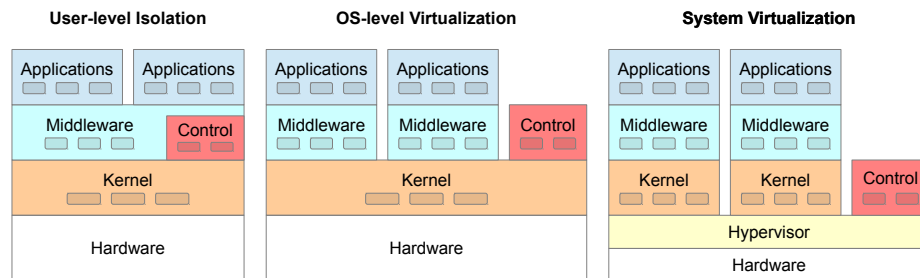 User-level Isolation
Applications
Applications
Middleware
Control
Kernel
Hardware
OS-level Virtualization
Applications
Applications
Middleware
Middleware
Control
Kernel
Hardware
System Virtualization
Applications
Applications
Middleware
Middleware
Kernel
Kernel
Control
Hypervisor
Hardware